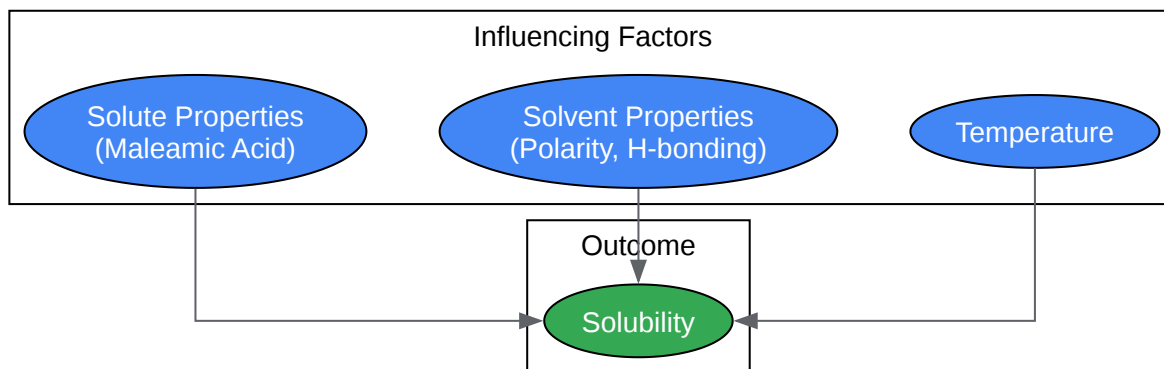 Influencing Factors
Solute Properties
(Maleamic Acid)
Solvent Properties
(Polarity, H-bonding)
Temperature
Outcome
Solubility